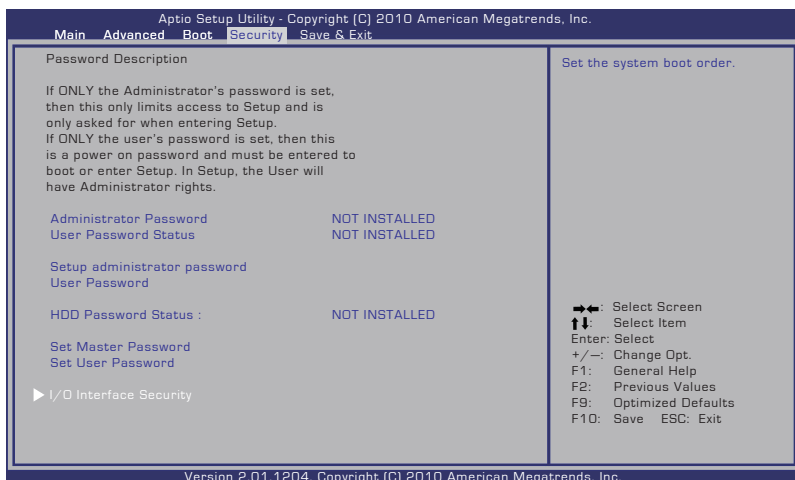 Aptio Setup Utility - Copyright (C) 2010 American Megatrends, Inc.
Main Advanced Boot Security Save & Exit
Password Description
If ONLY the Administrator's password is set,
then this only limits access to Setup and is
only asked for when entering Setup.
If ONLY the user's password is set, then this
is a power on password and must be entered to
boot or enter Setup. In Setup, the User will
have Administrator rights.
Administrator Password NOT INSTALLED
User Password Status NOT INSTALLED
Setup administrator password
User Password
HDD Password Status : NOT INSTALLED
Set Master Password
Set User Password
I/O Interface Security
Set the system boot order.
→←: Select Screen
↑↓: Select Item
Enter: Select
+/—: Change Opt.
F1: General Help
F2: Previous Values
F9: Optimized Defaults
F10: Save ESC: Exit
Version 2.01.1204. Copyright (C) 2010 American Megatrends, Inc.